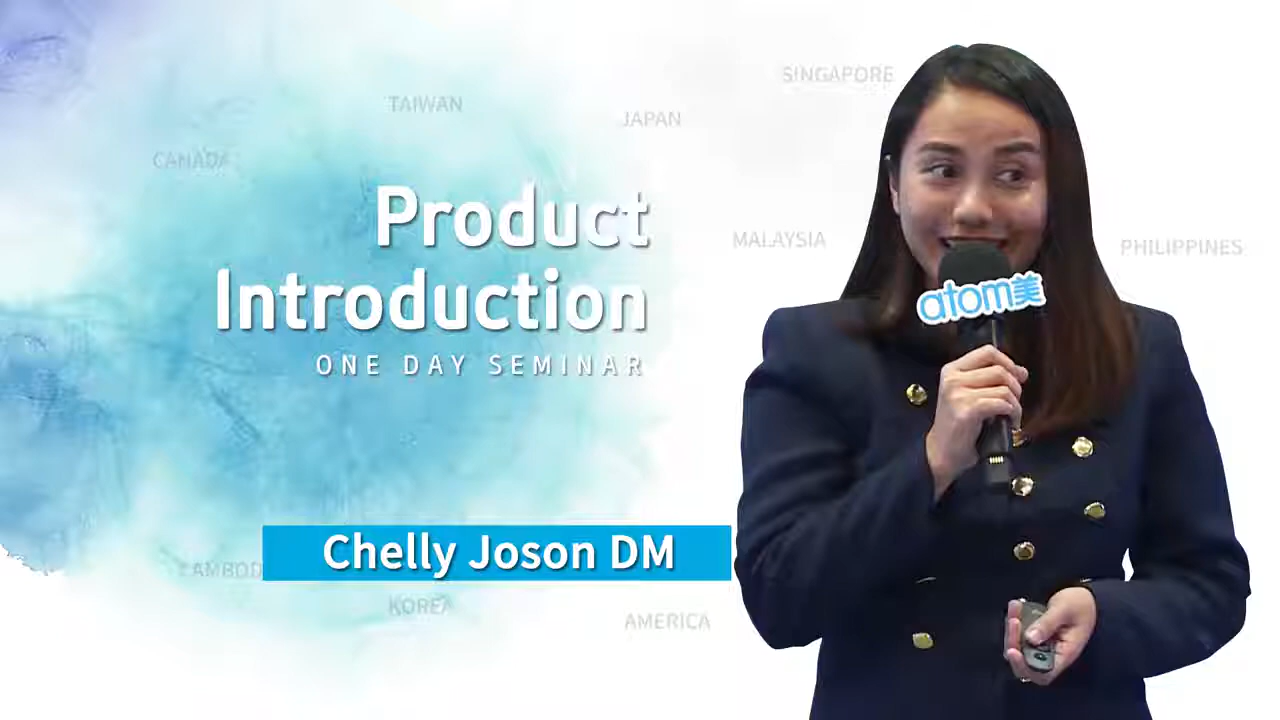 SINGAPORE
TAIWAN
JAPAN
CANADA
Product
MALAYSIA
PHILIPPINES
Introduction
atom美
ONE DAY SEMINAR
Chelly Joson DM
CAMBOD
KOREA
AMERICA